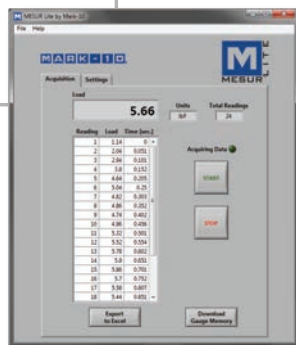 MESUR Lite by Mark-10
File Help
MARK-10
M
MESUR
LITE
Acquisition Settings
Load
5.66
Units
lbF
Total Readings
24
Reading Load Time (sec.)
1 1.14 0
2 2.04 0.051
3 2.94 0.101
4 3.8 0.152
5 4.64 0.205
6 5.04 0.25
7 4.82 0.303
8 4.86 0.352
9 4.74 0.402
10 4.96 0.456
11 5.32 0.501
12 5.52 0.554
13 5.78 0.602
14 5.8 0.651
15 5.86 0.701
16 5.7 0.752
17 5.58 0.807
18 5.44 0.851
Acquiring Data
START
STOP
Export
to Excel
Download
Gauge Memory